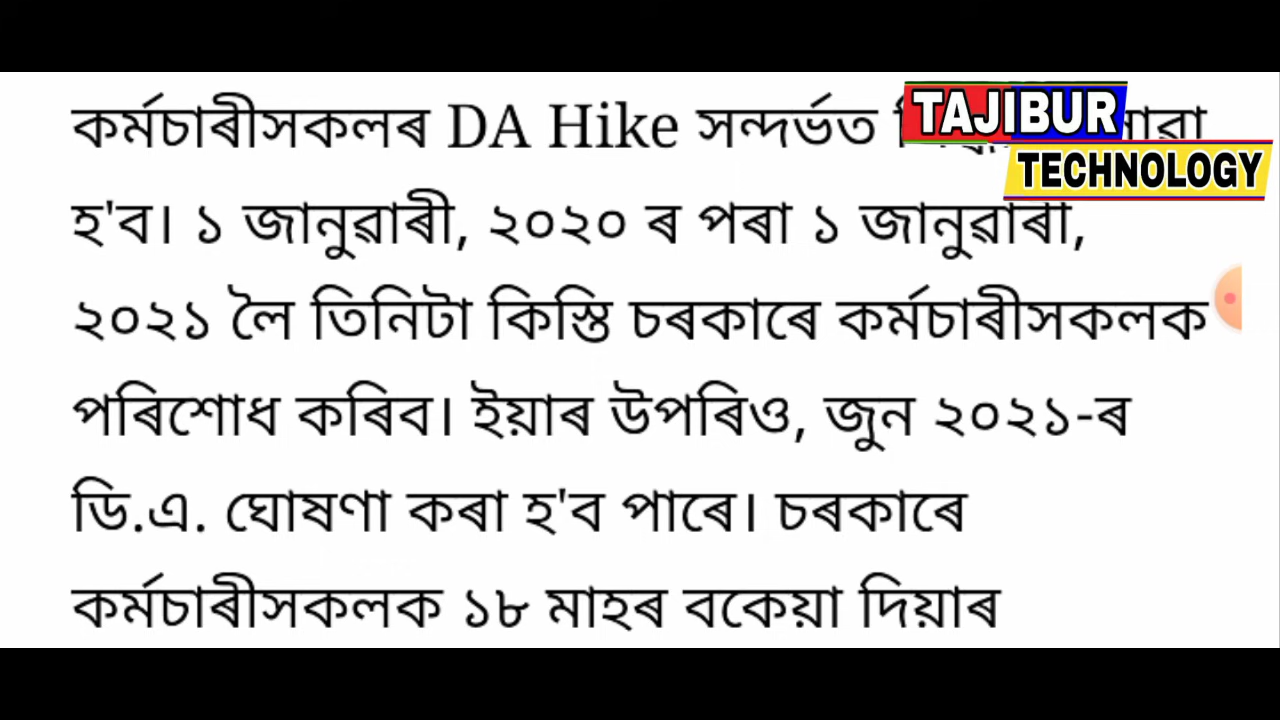 কৰ্মচাৰীসকলৰ DA Hike সন্দৰ্ভত
TAJIBUR
TECHNOLOGY
হ'ব। ১ জানুৱাৰী, ২০২০ ৰ পৰা ১ জানুৱাৰী,
২০২১ লৈ তিনিটা কিস্তি চৰকাৰে কৰ্মচাৰীসকলক
পৰিশোধ কৰিব। ইয়াৰ উপৰিও, জুন ২০২১-ৰ
ডি.এ. ঘোষণা কৰা হ'ব পাৰে। চৰকাৰে
কৰ্মচাৰীসকলক ১৮ মাহৰ বকেয়া দিয়াৰ